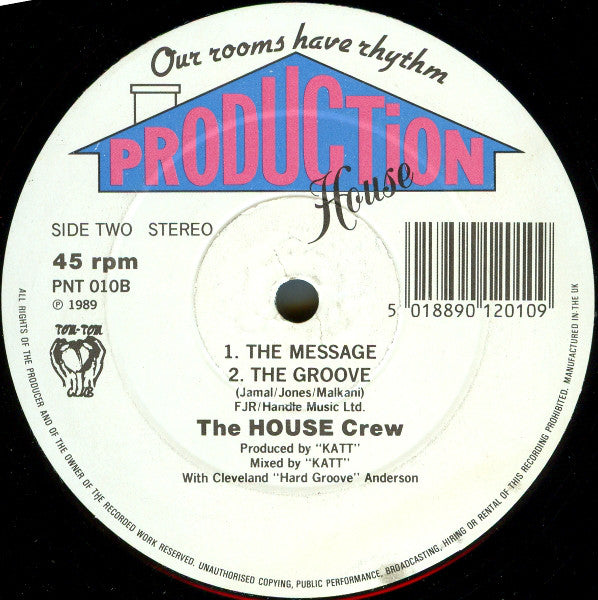 Our rooms have rhythm
PRODUCTiON
House
SIDE TWO STEREO
45 rpm
PNT 010B
℗ 1989
TOM-TOM
5 018890 120109
1. THE MESSAGE
2. THE GROOVE
(Jamal/Jones/Malkani)
FJR/Handle Music Ltd.
The HOUSE Crew
Produced by "KATT"
Mixed by "KATT"
With Cleveland "Hard Groove" Anderson
ALL RIGHTS OF THE PRODUCER AND OF THE OWNER OF THE RECORDED WORK RESERVED. UNAUTHORISED COPYING, PUBLIC PERFORMANCE, BROADCASTING, HIRING OR RENTAL OF THIS RECORDING PROHIBITED. MANUFACTURED IN THE UK